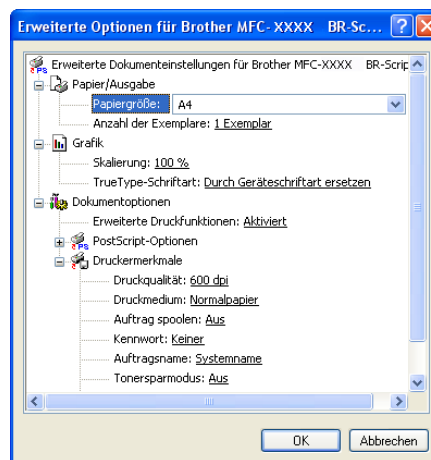 Erweiterte Optionen für Brother MFC-XXXX BR-Sc...
Erweiterte Dokumenteinstellungen für Brother MFC-XXXX BR-Scrip
Papier/Ausgabe
Papiergröße: A4
Anzahl der Exemplare: 1 Exemplar
Grafik
Skalierung: 100 %
TrueType-Schriftart: Durch Geräteschriftart ersetzen
Dokumentoptionen
Erweiterte Druckfunktionen: Aktiviert
PostScript-Optionen
Druckermerkmale
Druckqualität: 600 dpi
Druckmedium: Normalpapier
Auftrag spoolen: Aus
Kennwort: Keiner
Auftragsname: Systemname
Tonersparmodus: Aus
OK Abbrechen